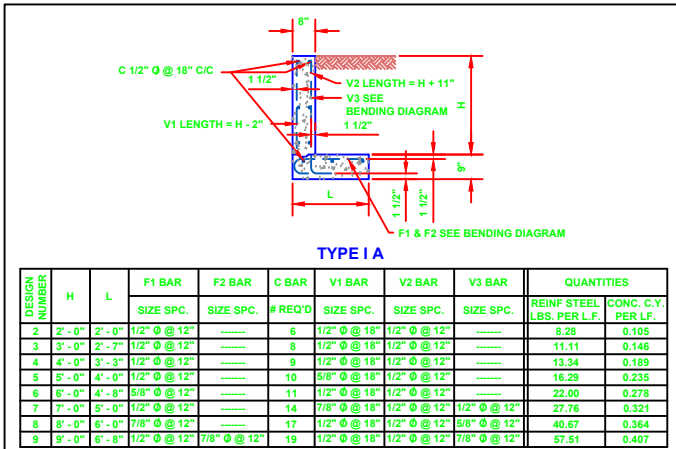 8"
C 1/2" Ø @ 18" C/C
1 1/2"
V2 LENGTH = H + 11"
V3 SEE
BENDING DIAGRAM
V1 LENGTH = H - 2"
1 1/2"
H
9"
L
1 1/2"
1 1/2"
F1 & F2 SEE BENDING DIAGRAM
TYPE I A
DESIGN NUMBER H L F1 BAR F2 BAR C BAR V1 BAR V2 BAR V3 BAR QUANTITIES
SIZE SPC. SIZE SPC. # REQ'D SIZE SPC. SIZE SPC. SIZE SPC. REINF STEEL LBS. PER L.F. CONC. C.Y. PER LF.
2 2' - 0" 2' - 0" 1/2" Ø @ 12" ------- 6 1/2" Ø @ 18" 1/2" Ø @ 12" ------- 8.28 0.105
3 3' - 0" 2' - 7" 1/2" Ø @ 12" ------- 8 1/2" Ø @ 18" 1/2" Ø @ 12" ------- 11.11 0.146
4 4' - 0" 3' - 3" 1/2" Ø @ 12" ------- 9 1/2" Ø @ 18" 1/2" Ø @ 12" ------- 13.34 0.189
5 5' - 0" 4' - 0" 1/2" Ø @ 12" ------- 10 5/8" Ø @ 18" 1/2" Ø @ 12" ------- 16.29 0.235
6 6' - 0" 4' - 8" 5/8" Ø @ 12" ------- 11 1/2" Ø @ 18" 1/2" Ø @ 12" ------- 22.00 0.278
7 7' - 0" 5' - 0" 1/2" Ø @ 12" ------- 14 7/8" Ø @ 18" 1/2" Ø @ 12" 1/2" Ø @ 12" 27.76 0.321
8 8' - 0" 6' - 0" 7/8" Ø @ 12" ------- 17 1/2" Ø @ 18" 1/2" Ø @ 12" 5/8" Ø @ 12" 40.67 0.364
9 9' - 0" 6' - 8" 1/2" Ø @ 12" 7/8" Ø @ 12" 19 1/2" Ø @ 18" 1/2" Ø @ 12" 7/8" Ø @ 12" 57.51 0.407